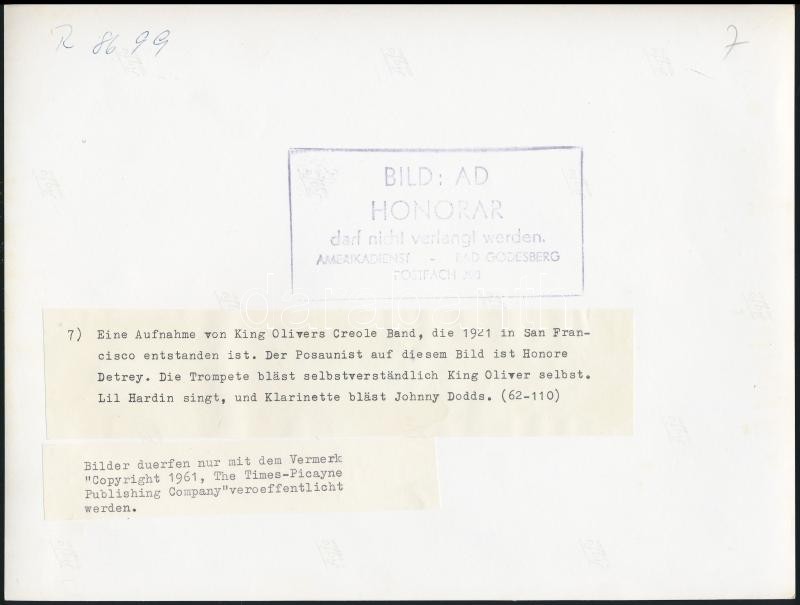 R 8699
7
BILD: AD
HONORAR
darf nicht verlangt werden.
AMERIKADIENST - BAD GODESBERG
POSTFACH
7) Eine Aufnahme von King Olivers Creole Band, die 1921 in San Fran-
cisco entstanden ist. Der Posaunist auf diesem Bild ist Honore
Detrey. Die Trompete bläst selbstverständlich King Oliver selbst.
Lil Hardin singt, und Klarinette bläst Johnny Dodds. (62-110)
Bilder duerfen nur mit dem Vermerk
"Copyright 1961, The Times-Picayne
Publishing Company"veroeffentlicht
werden.